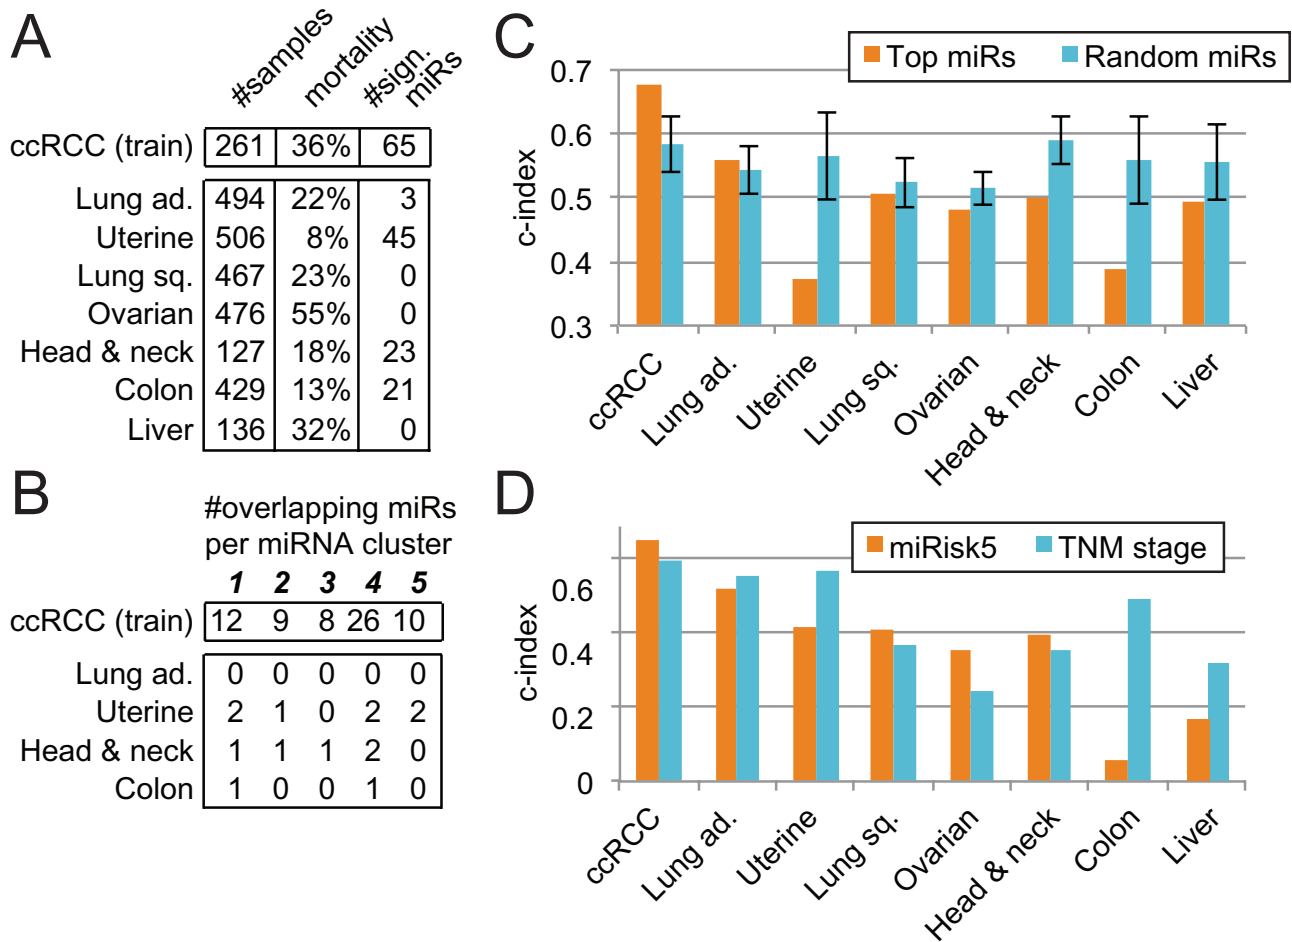 A
#samples
mortality
#sign.
miRs
ccRCC (train) 261 36% 65
Lung ad. 494 22% 3
Uterine 506 8% 45
Lung sq. 467 23% 0
Ovarian 476 55% 0
Head & neck 127 18% 23
Colon 429 13% 21
Liver 136 32% 0
B
#overlapping miRs
per miRNA cluster
1 2 3 4 5
ccRCC (train) 12 9 8 26 10
Lung ad. 0 0 0 0 0
Uterine 2 1 0 2 2
Head & neck 1 1 1 2 0
Colon 1 0 0 1 0
C
Top miRs Random miRs
c-index
0.7
0.6
0.5
0.4
0.3
ccRCC
Lung ad.
Uterine
Lung sq.
Ovarian
Head & neck
Colon
Liver
D
miRisk5 TNM stage
c-index
0.6
0.4
0.2
0
ccRCC
Lung ad.
Uterine
Lung sq.
Ovarian
Head & neck
Colon
Liver